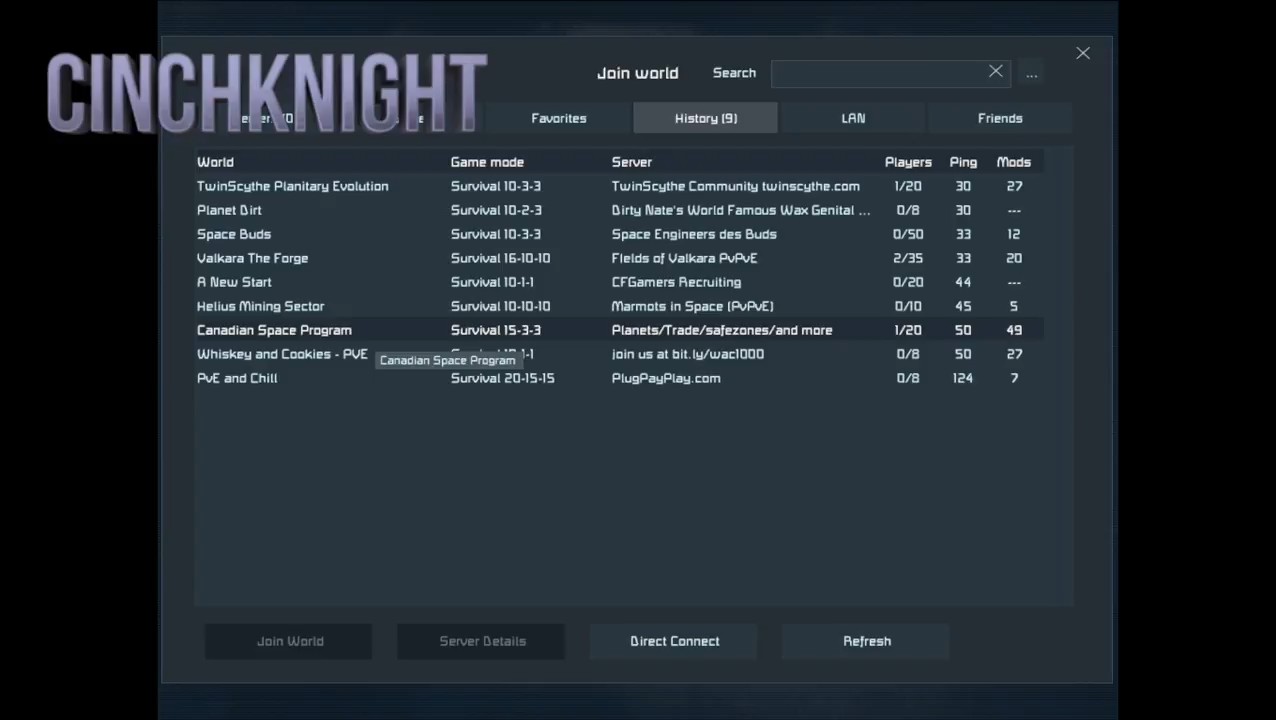 CINCHKNIGHT
Join world Search ...
Favorites History (9) LAN Friends
World Game mode Server Players Ping Mods
TwinScythe Planitary Evolution Survival 10-3-3 TwinScythe Community twinscythe.com 1/20 30 27
Planet Dirt Survival 10-2-3 Dirty Nate's World Famous Wax Genital ... 0/8 30 ---
Space Buds Survival 10-3-3 Space Engineers des Buds 0/50 33 12
Valkara The Forge Survival 16-10-10 Fields of Valkara PvPvE 2/35 33 20
A New Start Survival 10-1-1 CFGamers Recruiting 0/20 44 ---
Helius Mining Sector Survival 10-10-10 Marmots in Space (PvPvE) 0/10 45 5
Canadian Space Program Survival 15-3-3 Planets/Trade/safezones/and more 1/20 50 49
Whiskey and Cookies - PVE join us at bit.ly/wac1000 0/8 50 27
Canadian Space Program
PvE and Chill Survival 20-15-15 PlugPayPlay.com 0/8 124 7
Join World Server Details Direct Connect Refresh